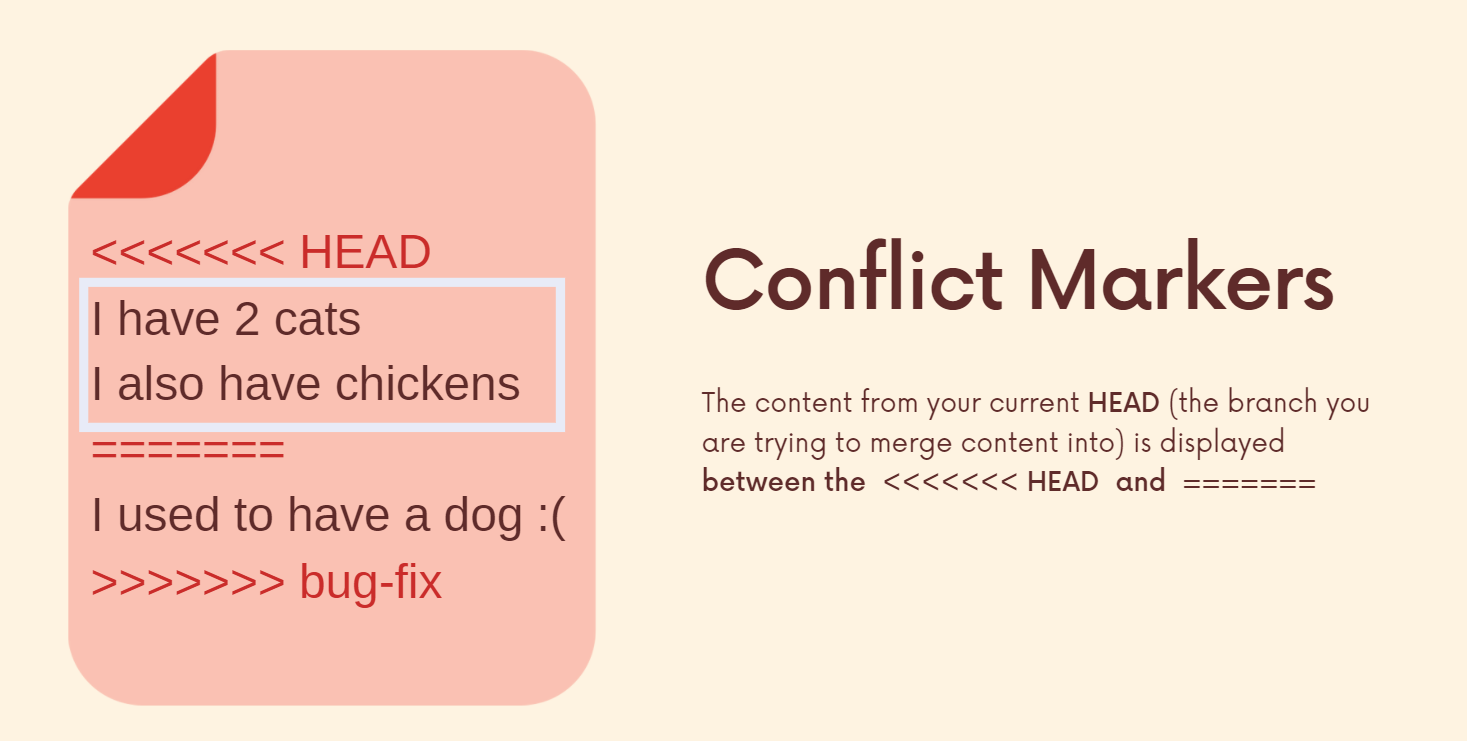 <<<<<<< HEAD
I have 2 cats
I also have chickens
=======
I used to have a dog :(
>>>>>>> bug-fix
Conflict Markers
The content from your current HEAD (the branch you
are trying to merge content into) is displayed
between the <<<<<<< HEAD and =======